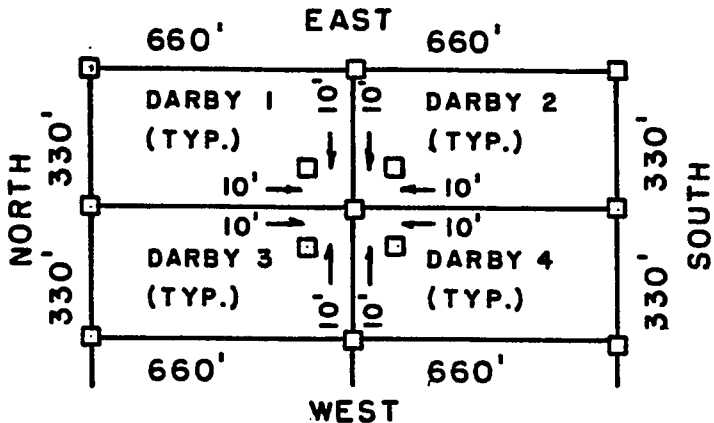 EAST
660' 660'
DARBY 1
(TYP.)
10' 10'
DARBY 2
(TYP.)
330'
NORTH
330'
SOUTH
10' 10'
10' 10'
DARBY 3
(TYP.)
10' 10'
DARBY 4
(TYP.)
330'
330'
660' 660'
WEST